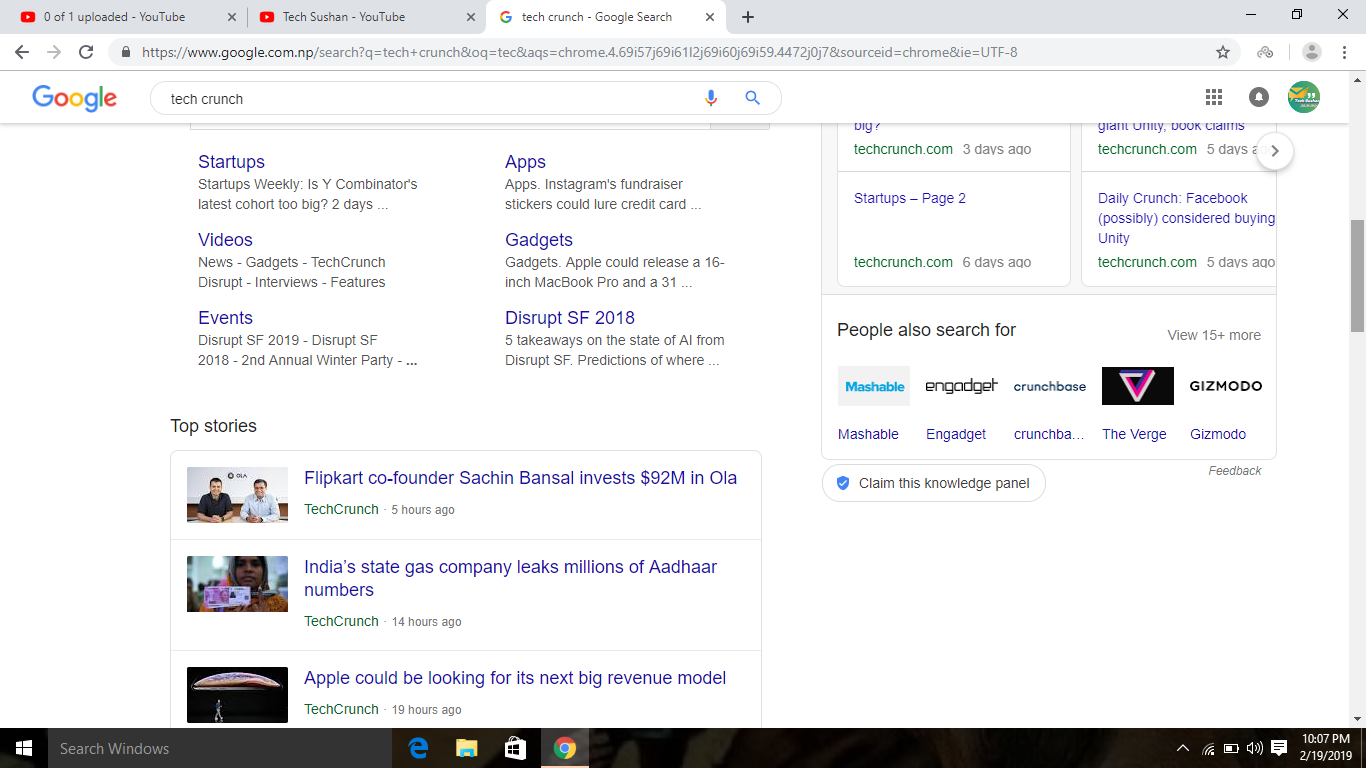 0 of 1 uploaded - YouTube
Tech Sushan - YouTube
tech crunch - Google Search
https://www.google.com.np/search?q=tech+crunch&oq=tec&aqs=chrome.4.69i57j69i61l2j69i60j69i59.4472j0j7&sourceid=chrome&ie=UTF-8
Google
tech crunch
Startups
Startups Weekly: Is Y Combinator's
latest cohort too big? 2 days ...
Apps
Apps. Instagram's fundraiser
stickers could lure credit card ...
Videos
News - Gadgets - TechCrunch
Disrupt - Interviews - Features
Gadgets
Gadgets. Apple could release a 16-
inch MacBook Pro and a 31 ...
Events
Disrupt SF 2019 - Disrupt SF
2018 - 2nd Annual Winter Party - ...
Disrupt SF 2018
5 takeaways on the state of AI from
Disrupt SF. Predictions of where ...
Top stories
OLA
Flipkart co-founder Sachin Bansal invests $92M in Ola
TechCrunch - 5 hours ago
India’s state gas company leaks millions of Aadhaar
numbers
TechCrunch - 14 hours ago
Apple could be looking for its next big revenue model
TechCrunch - 19 hours ago
big?
techcrunch.com 3 days ago
giant Unity, book claims
techcrunch.com 5 days a
Startups – Page 2
techcrunch.com 6 days ago
Daily Crunch: Facebook
(possibly) considered buying
Unity
techcrunch.com 5 days ago
People also search for
View 15+ more
Mashable
engadget
crunchbase
GIZMODO
Mashable
Engadget
crunchba...
The Verge
Gizmodo
Feedback
Claim this knowledge panel
Search Windows
10:07 PM
2/19/2019